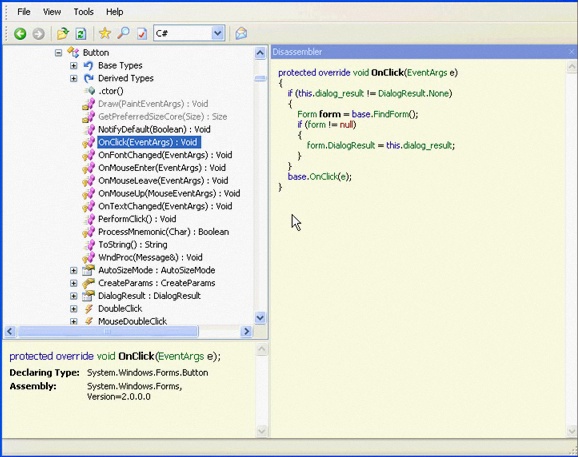 File View Tools Help
C#
Button
Base Types
Derived Types
.ctor()
Draw(PaintEventArgs) : Void
GetPreferredSizeCore(Size) : Size
NotifyDefault(Boolean) : Void
OnClick(EventArgs) : Void
OnFontChanged(EventArgs) : Void
OnMouseEnter(EventArgs) : Void
OnMouseLeave(EventArgs) : Void
OnMouseUp(MouseEventArgs) : Void
OnTextChanged(EventArgs) : Void
PerformClick() : Void
ProcessMnemonic(Char) : Boolean
ToString() : String
WndProc(Message&) : Void
AutoSizeMode : AutoSizeMode
CreateParams : CreateParams
DialogResult : DialogResult
DoubleClick
MouseDoubleClick
protected override void OnClick(EventArgs e);
Declaring Type: System.Windows.Forms.Button
Assembly: System.Windows.Forms,
Version=2.0.0.0
Disassembler
protected override void OnClick(EventArgs e)
{
if (this.dialog_result != DialogResult.None)
{
Form form = base.FindForm();
if (form != null)
{
form.DialogResult = this.dialog_result;
}
}
base.OnClick(e);
}